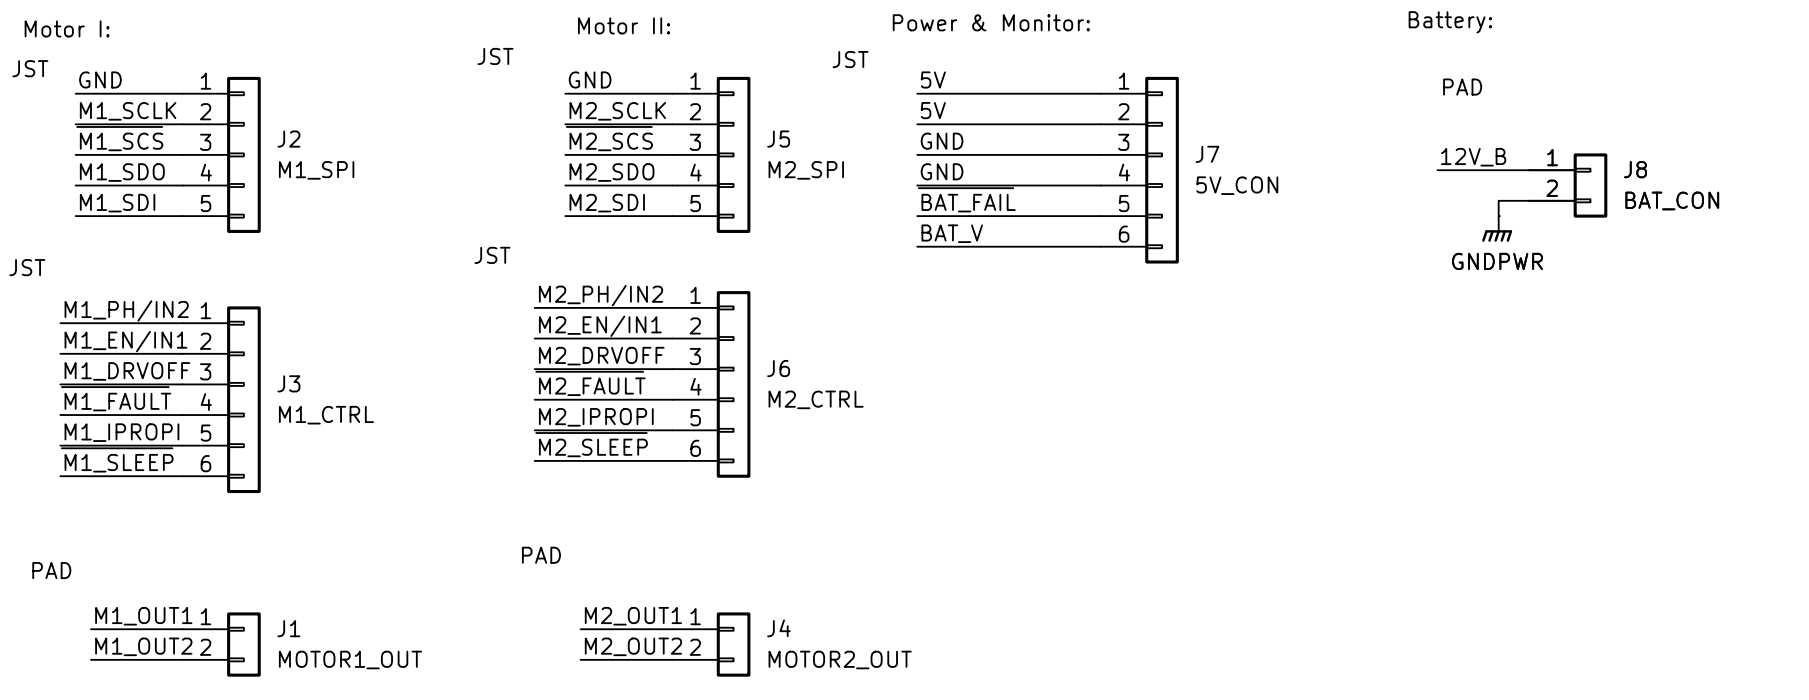 Motor I:
JST
GND 1
M1_SCLK 2
M1_SCS 3
M1_SDO 4
M1_SDI 5
J2
M1_SPI
JST
M1_PH/IN2 1
M1_EN/IN1 2
M1_DRVOFF 3
M1_FAULT 4
M1_IPROPI 5
M1_SLEEP 6
J3
M1_CTRL
PAD
M1_OUT1 1
M1_OUT2 2
J1
MOTOR1_OUT
Motor II:
JST
GND 1
M2_SCLK 2
M2_SCS 3
M2_SDO 4
M2_SDI 5
J5
M2_SPI
JST
M2_PH/IN2 1
M2_EN/IN1 2
M2_DRVOFF 3
M2_FAULT 4
M2_IPROPI 5
M2_SLEEP 6
J6
M2_CTRL
PAD
M2_OUT1 1
M2_OUT2 2
J4
MOTOR2_OUT
Power & Monitor:
JST
5V 1
5V 2
GND 3
GND 4
BAT_FAIL 5
BAT_V 6
J7
5V_CON
Battery:
PAD
12V_B 1
2
J8
BAT_CON
GNDPWR